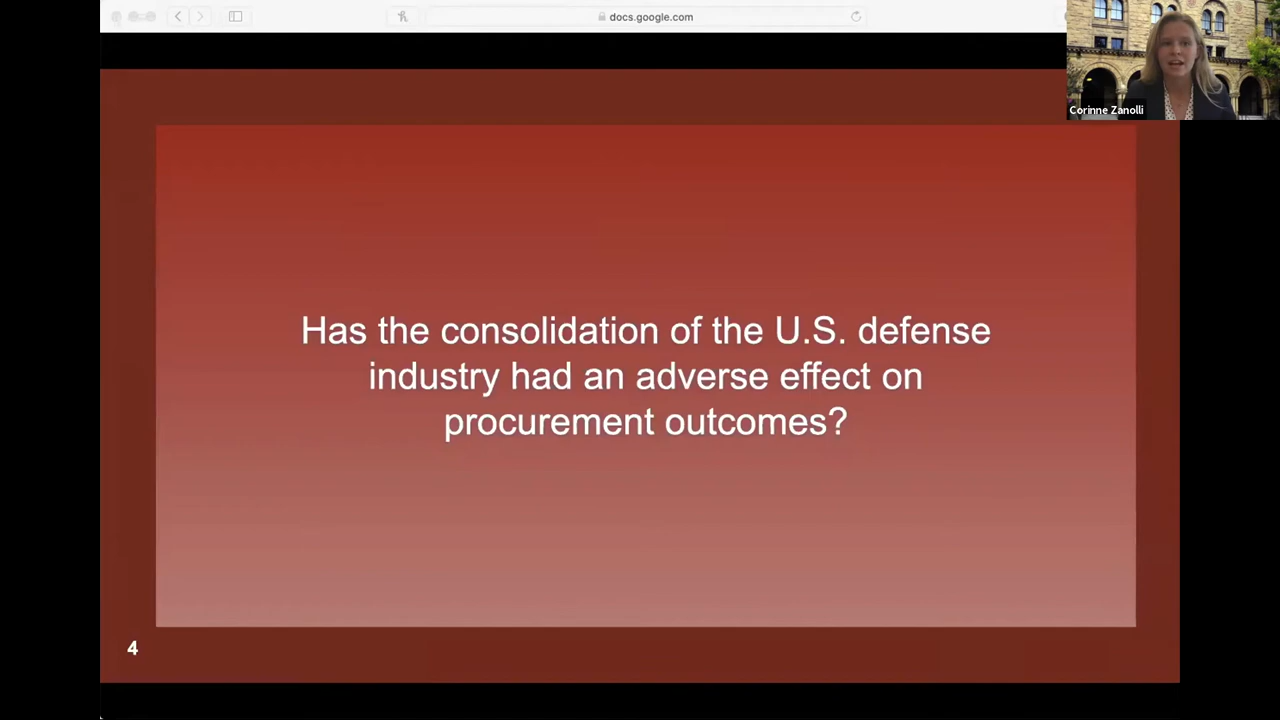 docs.google.com
Corinne Zanolli
Has the consolidation of the U.S. defense
industry had an adverse effect on
procurement outcomes?
4